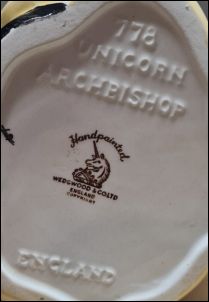 778
UNICORN
ARCHBISHOP
Handpainted
WEDGWOOD & CO LTD
ENGLAND
COPYRIGHT
ENGLAND